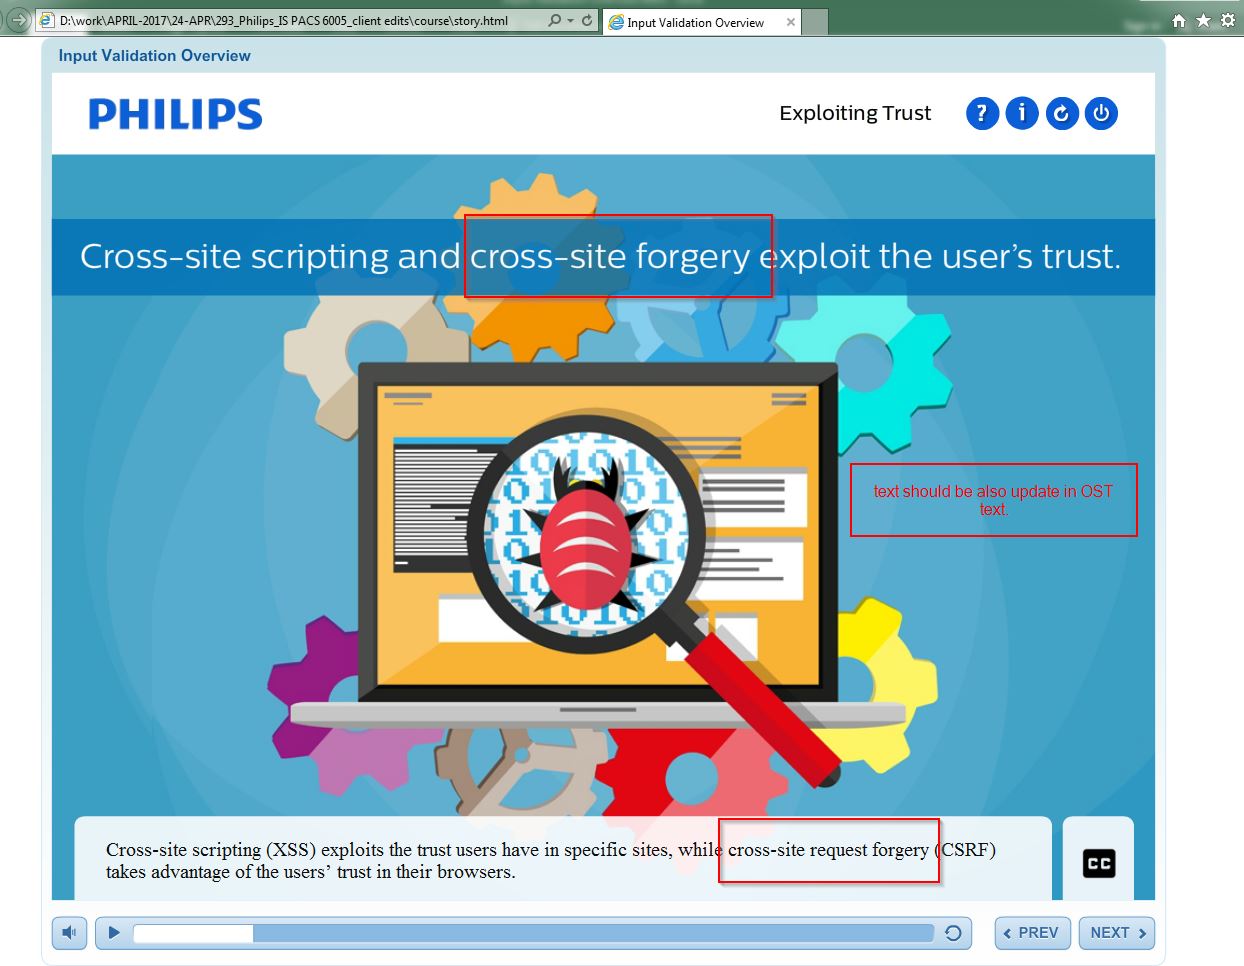 D:\work\APRIL-2017\24-APR\293_Philips_IS PACS 6005_client edits\course\story.html
Input Validation Overview
Input Validation Overview
PHILIPS
Exploiting Trust
? i
Cross-site scripting and cross-site forgery exploit the user's trust.
text should be also update in OST
text.
Cross-site scripting (XSS) exploits the trust users have in specific sites, while cross-site request forgery (CSRF)
takes advantage of the users' trust in their browsers.
CC
PREV
NEXT